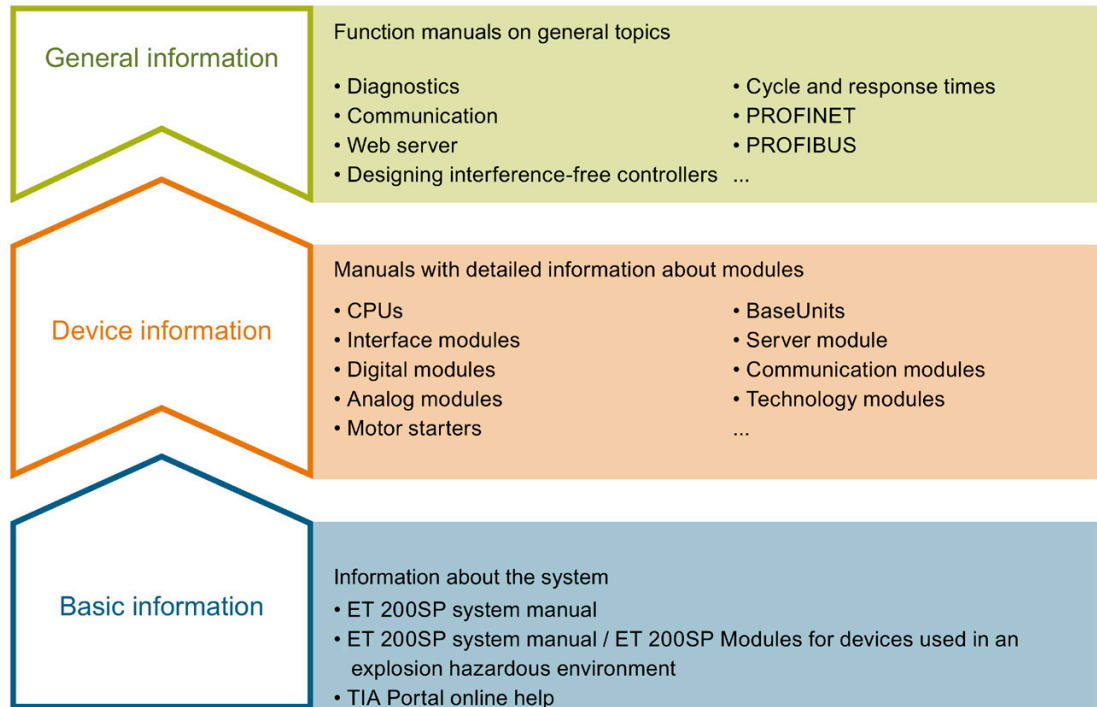 General information
Function manuals on general topics
• Diagnostics
• Communication
• Web server
• Designing interference-free controllers
• Cycle and response times
• PROFINET
• PROFIBUS
...
Device information
Manuals with detailed information about modules
• CPUs
• Interface modules
• Digital modules
• Analog modules
• Motor starters
• BaseUnits
• Server module
• Communication modules
• Technology modules
...
Basic information
Information about the system
• ET 200SP system manual
• ET 200SP system manual / ET 200SP Modules for devices used in an
explosion hazardous environment
• TIA Portal online help